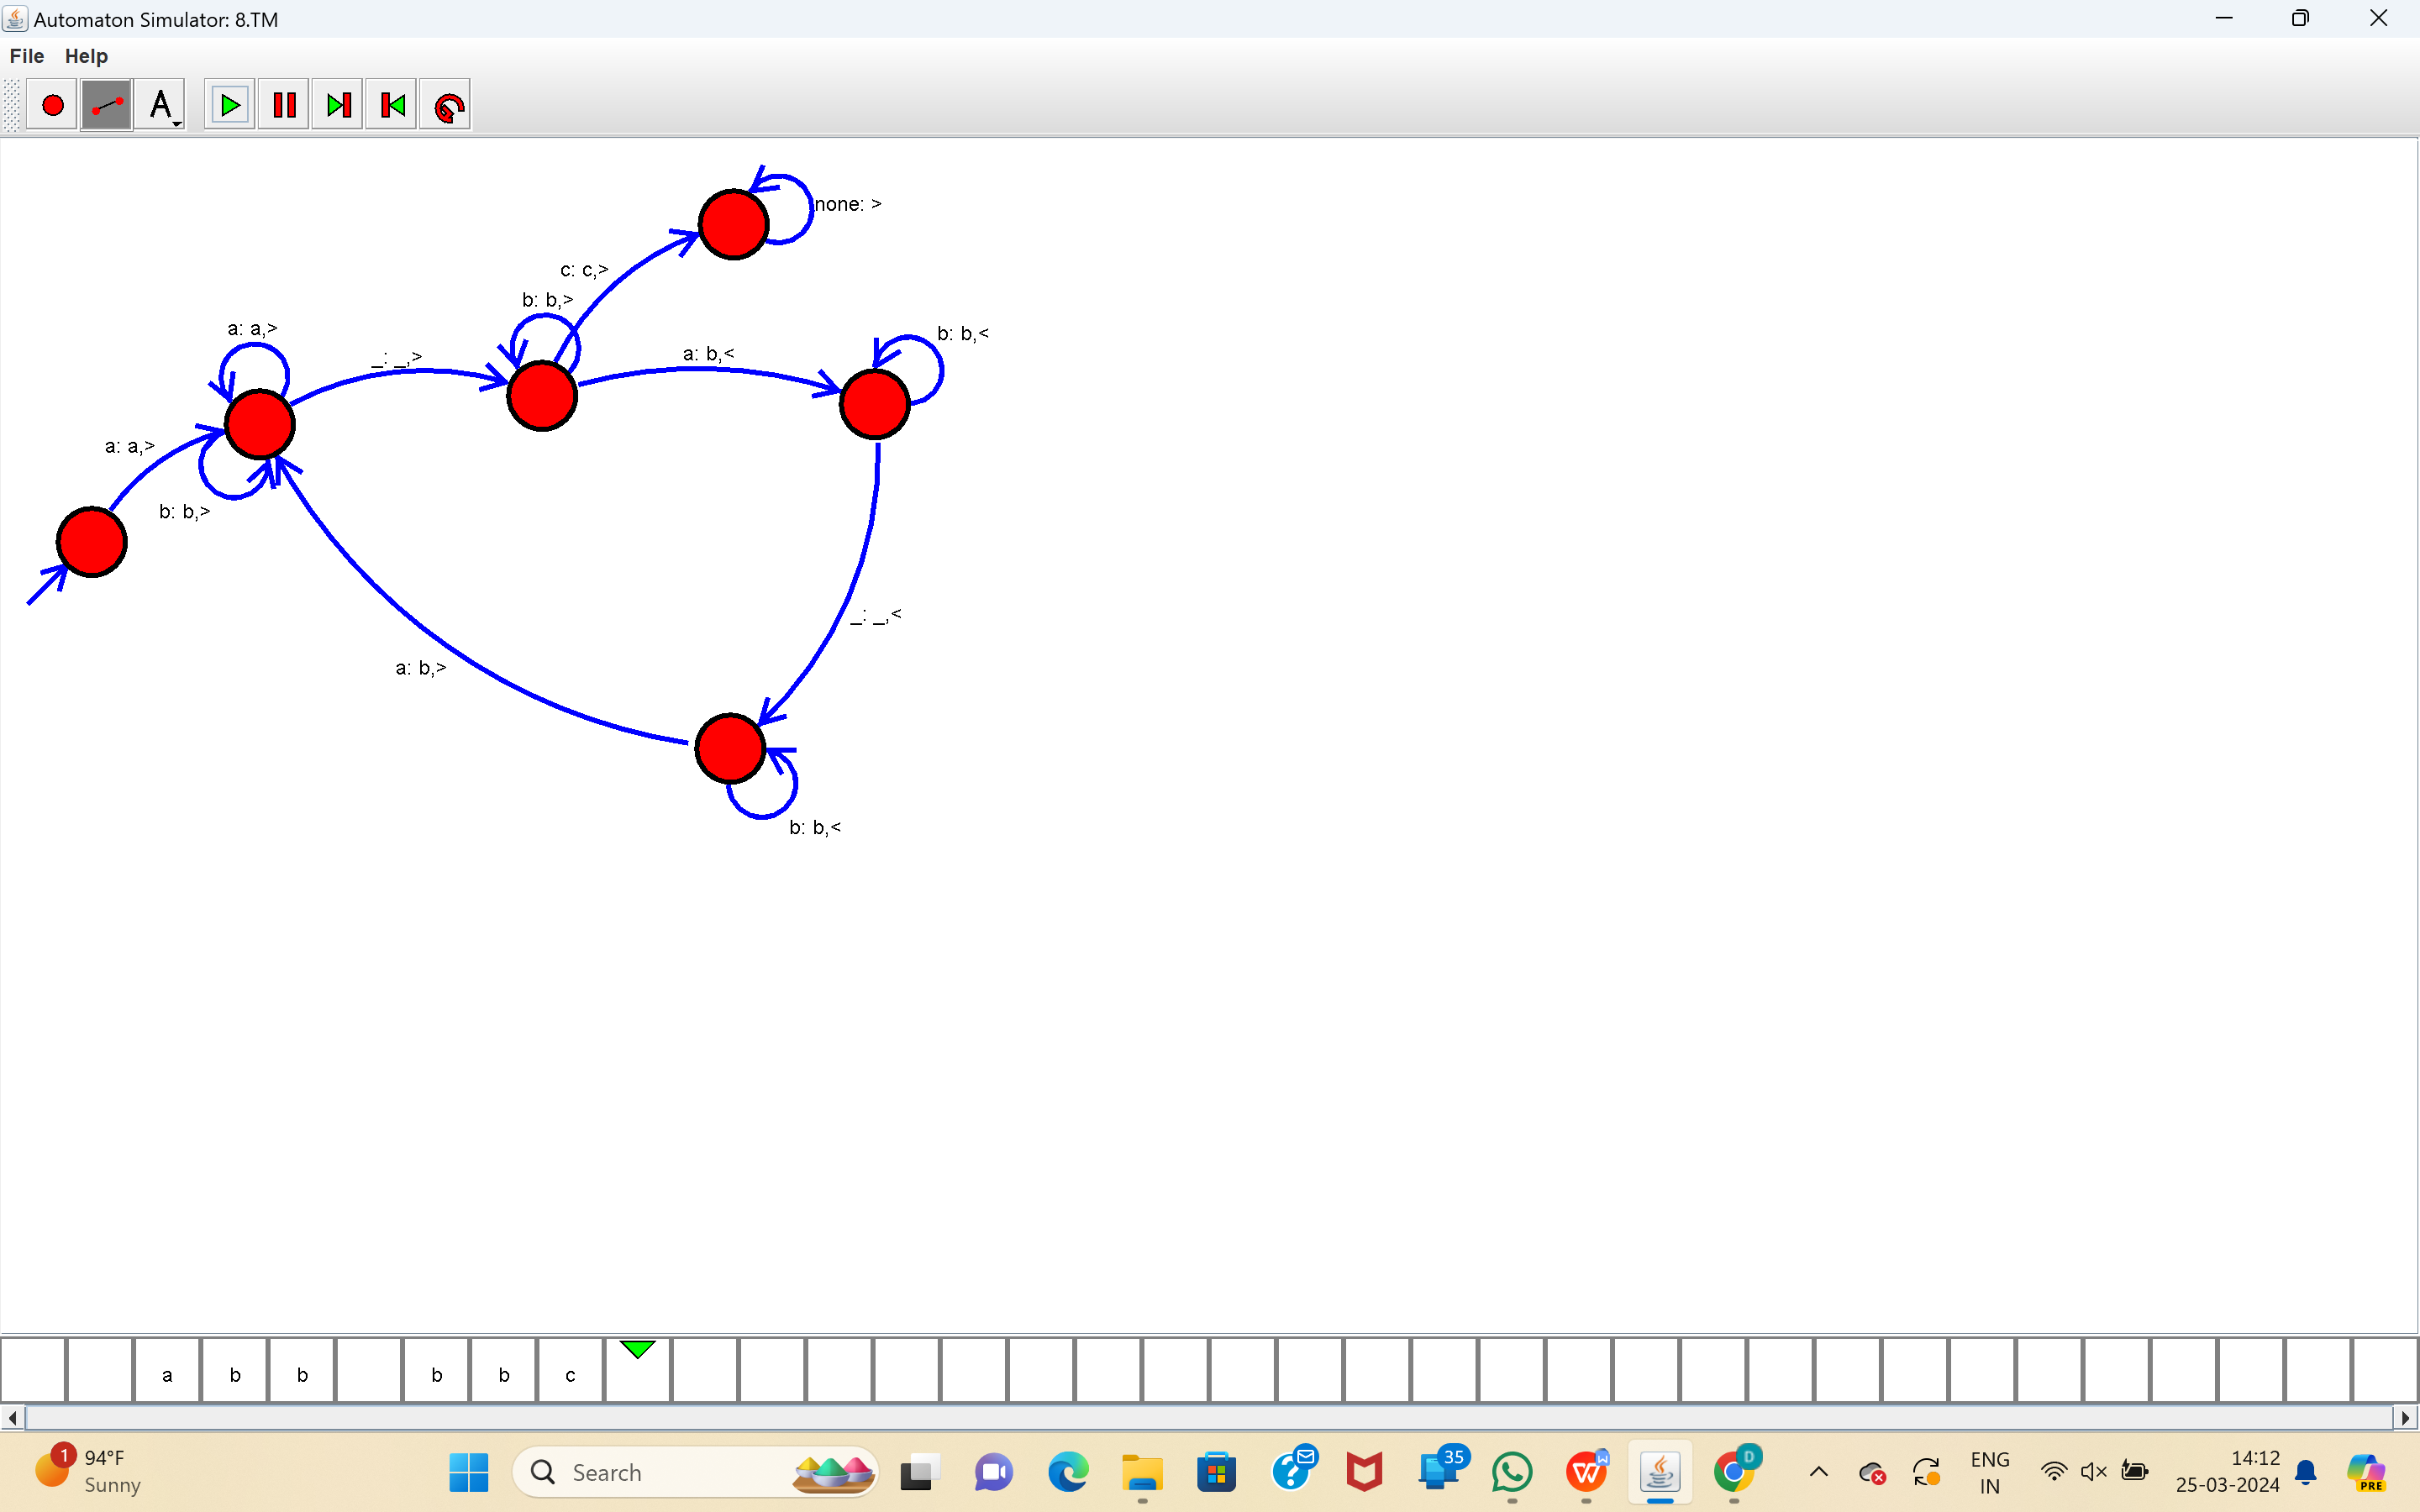 Automaton Simulator: 8.TM
File Help
A
none: >
c: c,>
b: b,>
a: a,>
b: b,<
_: _,>
a: b,<
a: a,>
b: b,>
_: _,<
a: b,>
b: b,<
a b b b b c
1 94°F
Sunny
Search
35
W
D
ENG
IN
14:12
25-03-2024
PRE